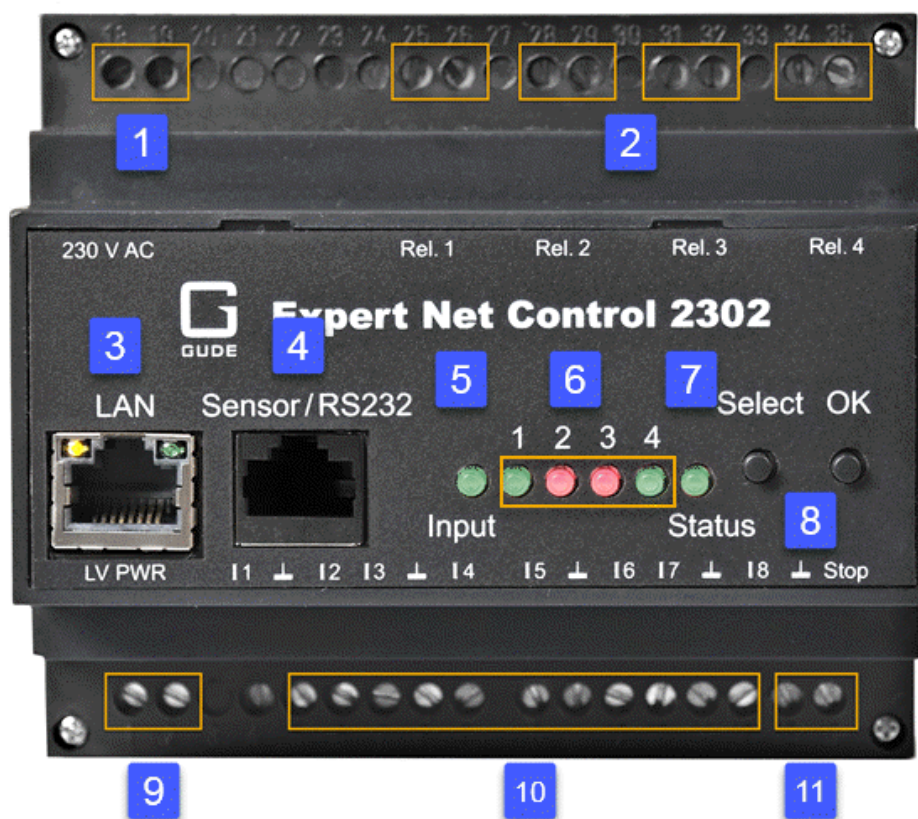 18 19 20 21 22 23 24 25 26 27 28 29 30 31 32 33 34 35
1 2
230 V AC Rel. 1 Rel. 2 Rel. 3 Rel. 4
G Expert Net Control 2302
GUDE
3 4 5 6 7
LAN Sensor/RS232 Select OK
1 2 3 4
Input Status 8
LV PWR I1 ⏊ I2 I3 ⏊ I4 I5 ⏊ I6 I7 ⏊ I8 ⏊ Stop
9 10 11